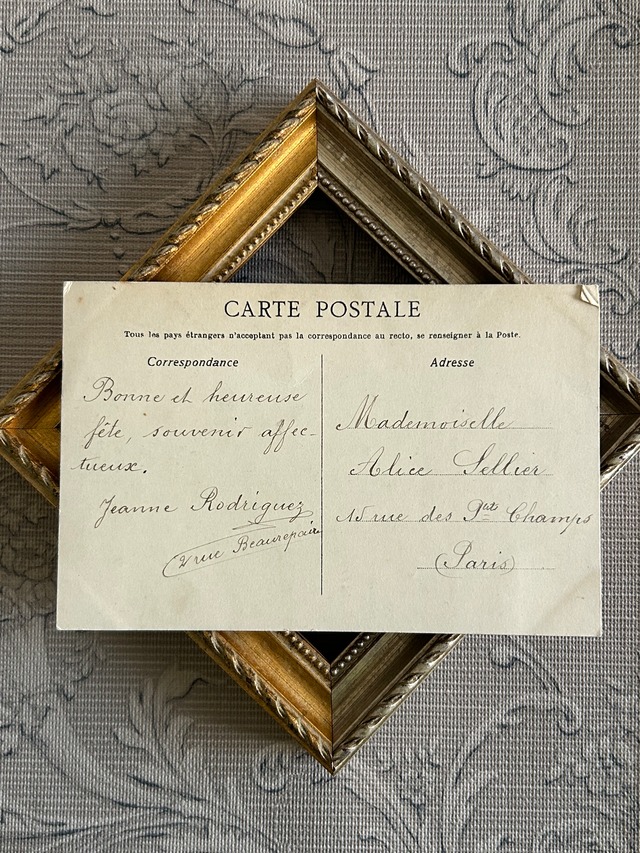 CARTE POSTALE
Tous les pays étrangers n'acceptant pas la correspondance au recto, se renseigner à la Poste.
Correspondance
Bonne et heureuse
fête, souvenir affec-
tueux.
Jeanne Rodriguez
2 rue Beaurepaire
Adresse
Mademoiselle
Alice Sellier
15 rue des Pts Champs
(Paris)